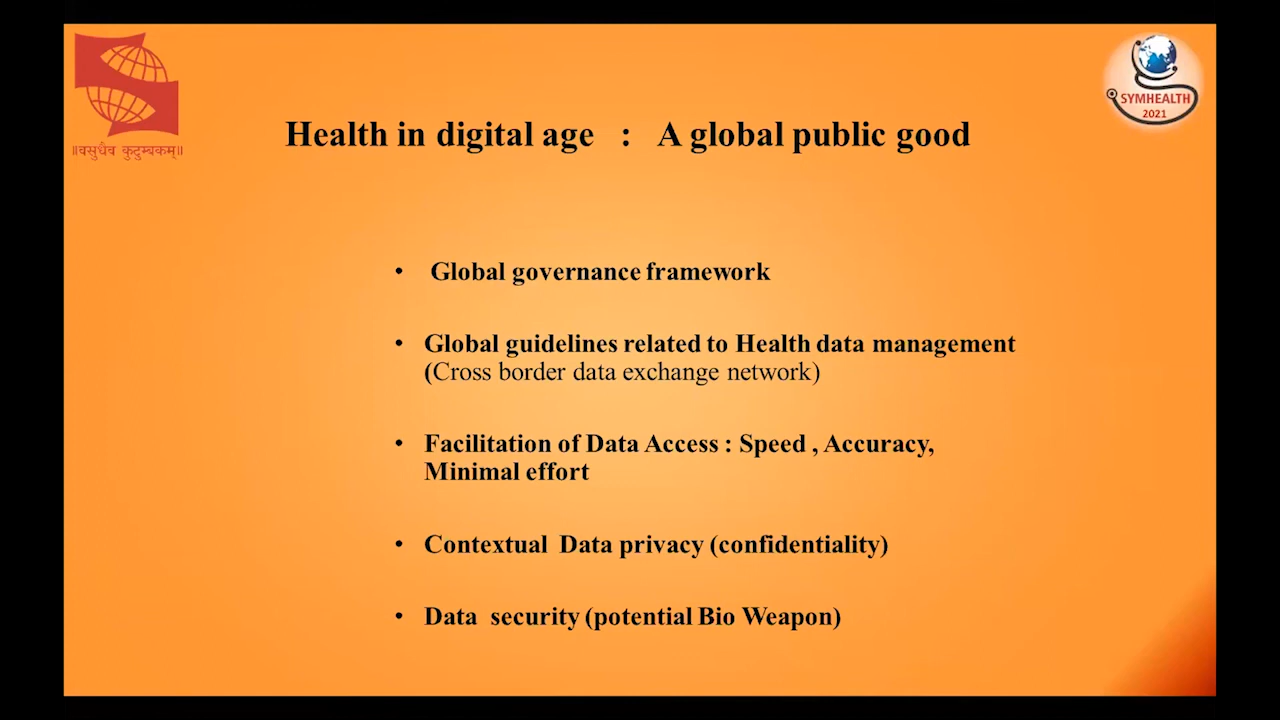 ॥वसुधैव कुटुम्बकम्॥
SYMHEALTH
2021
Health in digital age : A global public good
• Global governance framework
• Global guidelines related to Health data management
(Cross border data exchange network)
• Facilitation of Data Access : Speed , Accuracy,
Minimal effort
• Contextual Data privacy (confidentiality)
• Data security (potential Bio Weapon)